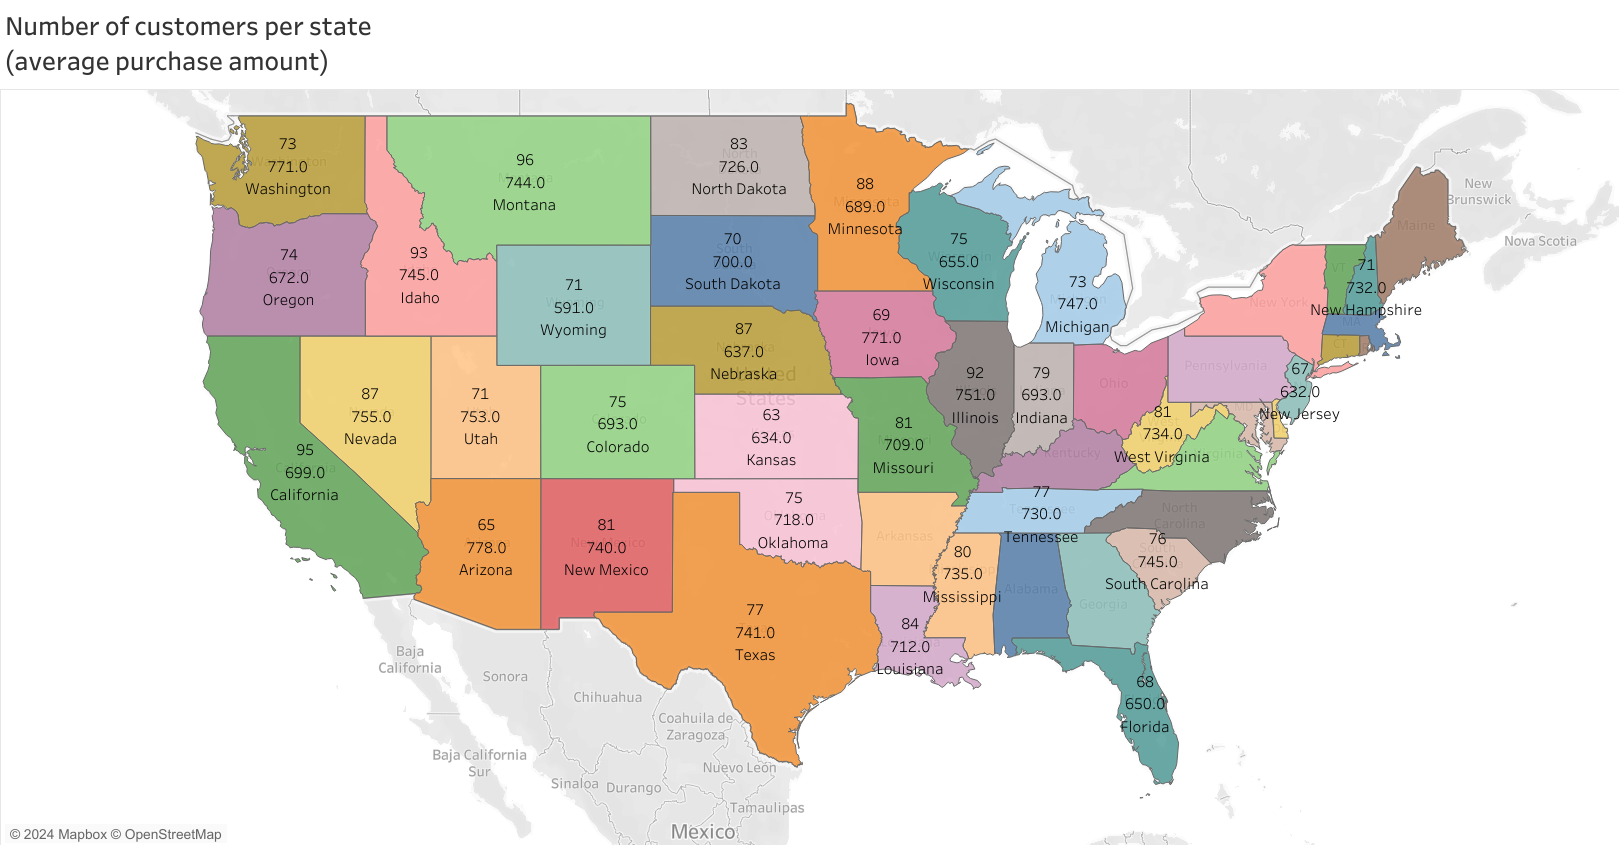 Number of customers per state
(average purchase amount)
73
771.0
Washington
96
744.0
Montana
83
726.0
North Dakota
88
689.0
Minnesota
74
672.0
Oregon
93
745.0
Idaho
71
591.0
Wyoming
70
700.0
South Dakota
75
655.0
Wisconsin
73
747.0
Michigan
71
732.0
New Hampshire
Maine
New York
VT
MA
CT
New
Brunswick
Nova Scotia
87
637.0
Nebraska
United
States
69
771.0
Iowa
92
751.0
Illinois
79
693.0
Indiana
Ohio
Pennsylvania
67
632.0
New Jersey
95
699.0
California
87
755.0
Nevada
71
753.0
Utah
75
693.0
Colorado
63
634.0
Kansas
81
709.0
Missouri
Kentucky
81
734.0
West Virginia
65
778.0
Arizona
81
740.0
New Mexico
75
718.0
Oklahoma
Arkansas
77
730.0
Tennessee
North
Carolina
76
745.0
South Carolina
77
741.0
Texas
84
712.0
Louisiana
80
735.0
Mississippi
Alabama
Georgia
68
650.0
Florida
Baja
California
Sonora
Chihuahua
Coahuila de
Zaragoza
Baja California
Sur
Sinaloa
Durango
Nuevo León
Tamaulipas
Mexico
© 2024 Mapbox © OpenStreetMap